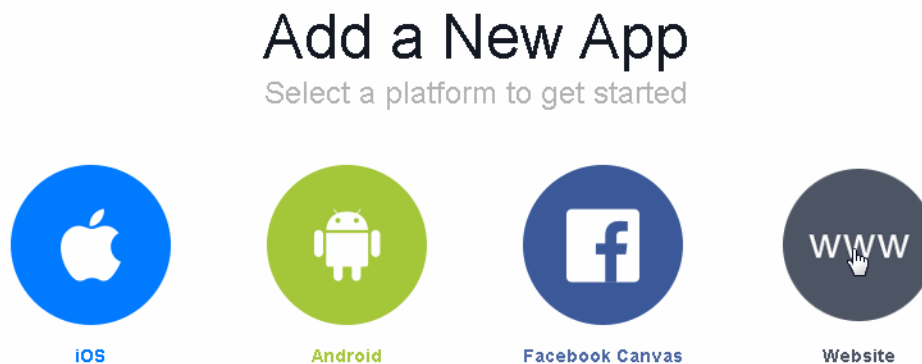 Add a New App
Select a platform to get started
www
iOS
Android
Facebook Canvas
Website